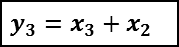 y₃ = x₃ + x₂